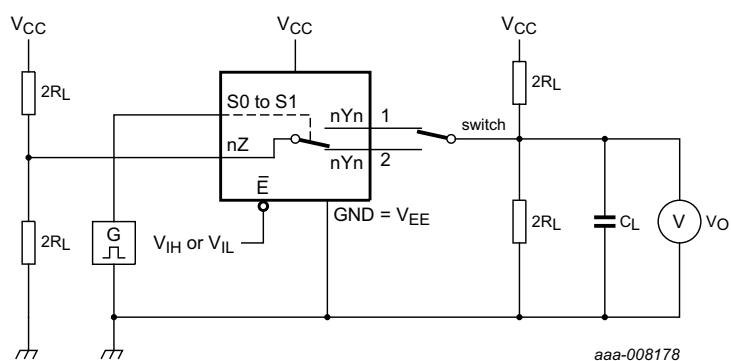 VCC
VCC
VCC
2RL
2RL
S0 to S1
nYn
1
switch
nZ
nYn
2
E̅
GND = VEE
2RL
G
VIH or VIL
2RL
CL
V
VO
aaa-008178